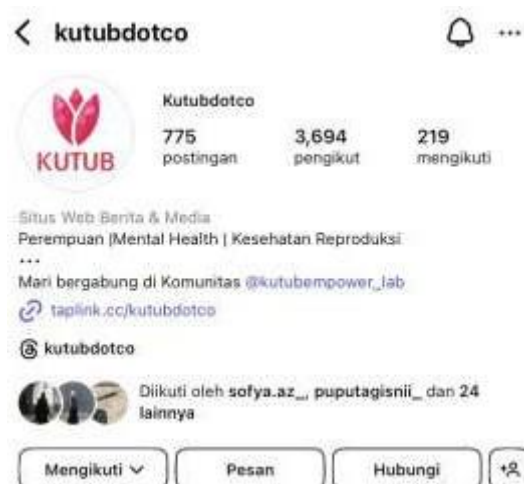 kutubdotco
KUTUB
Kutubdotco
775 3,694 219
postingan pengikut mengikuti
Situs Web Berita & Media
Perempuan |Mental Health | Kesehatan Reproduksi
...
Mari bergabung di Komunitas @kutubempower_lab
taplink.cc/kutubdotco
kutubdotco
Diikuti oleh sofya.az_, puputagisnii_ dan 24
lainnya
Mengikuti Pesan Hubungi